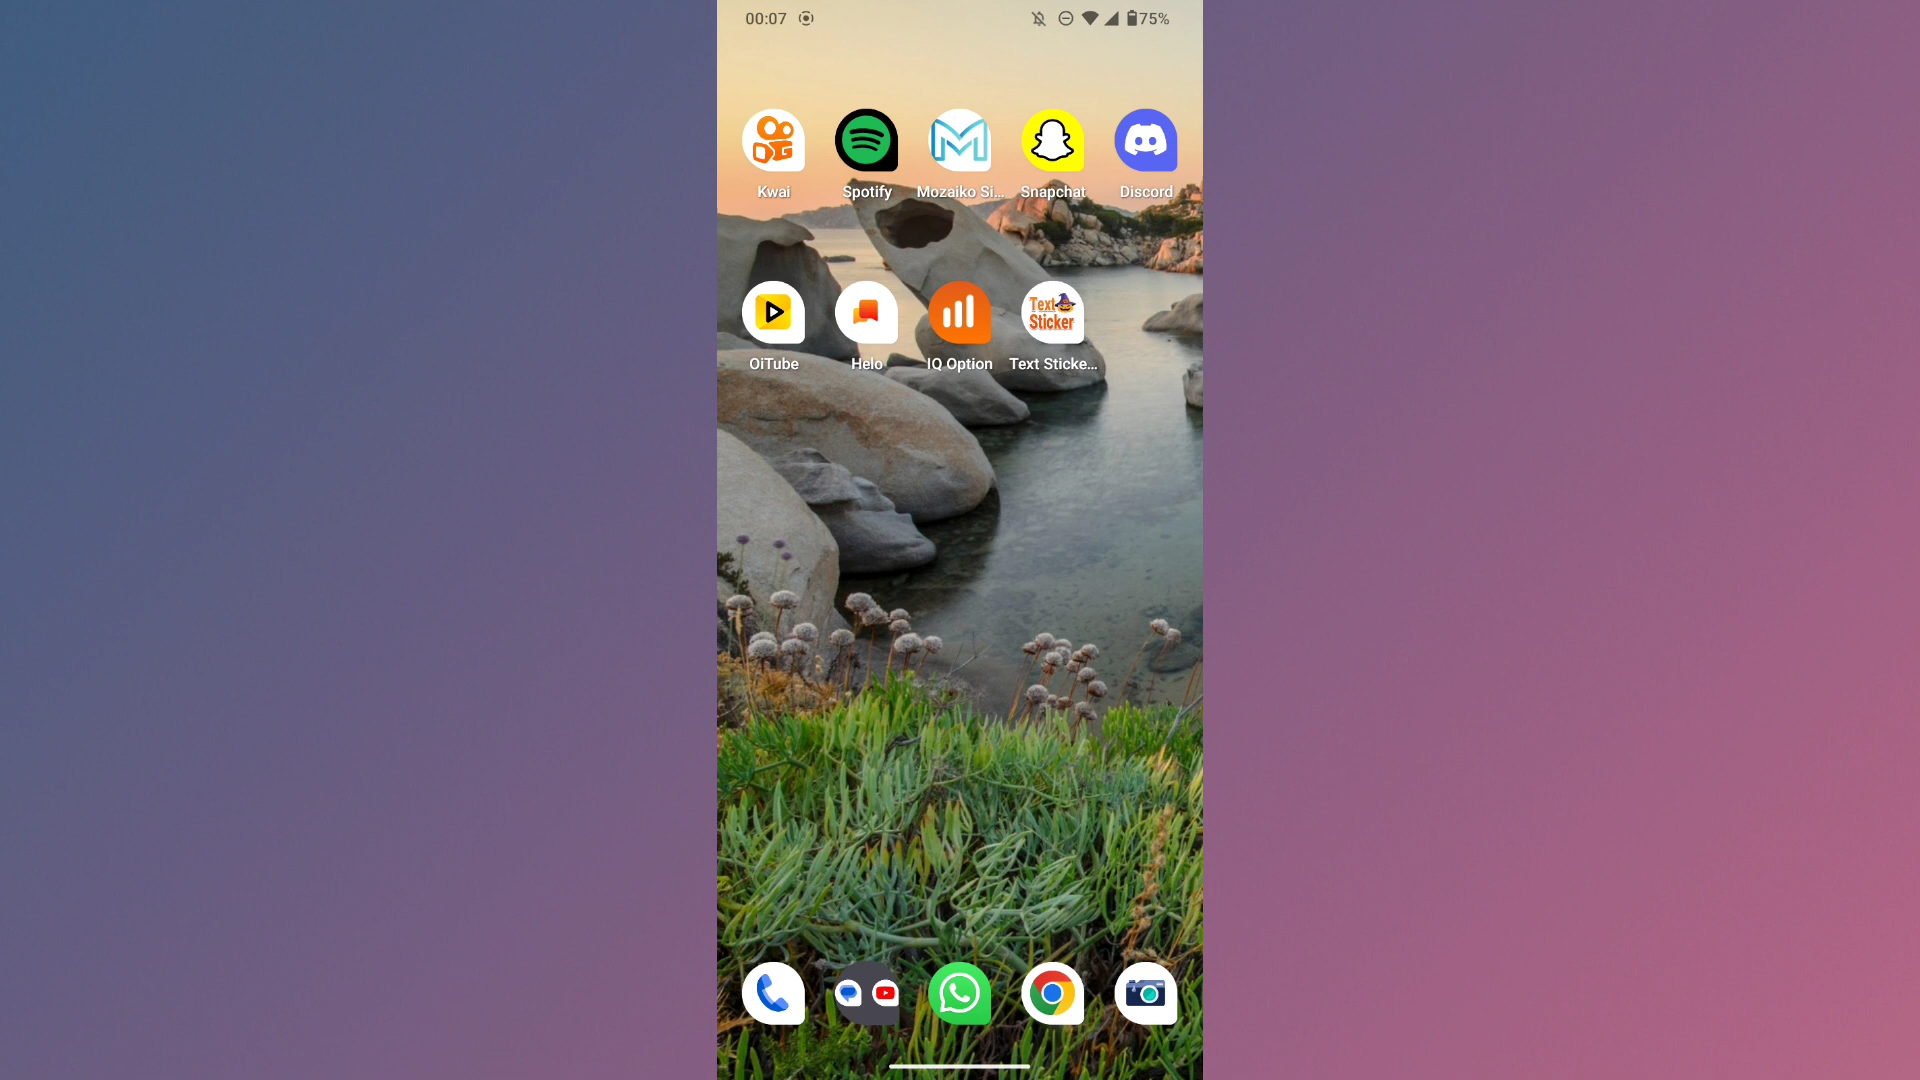 00:07 75%
Kwai Spotify Mozaiko Si... Snapchat Discord
Text Sticker
OiTube Helo IQ Option Text Sticke...